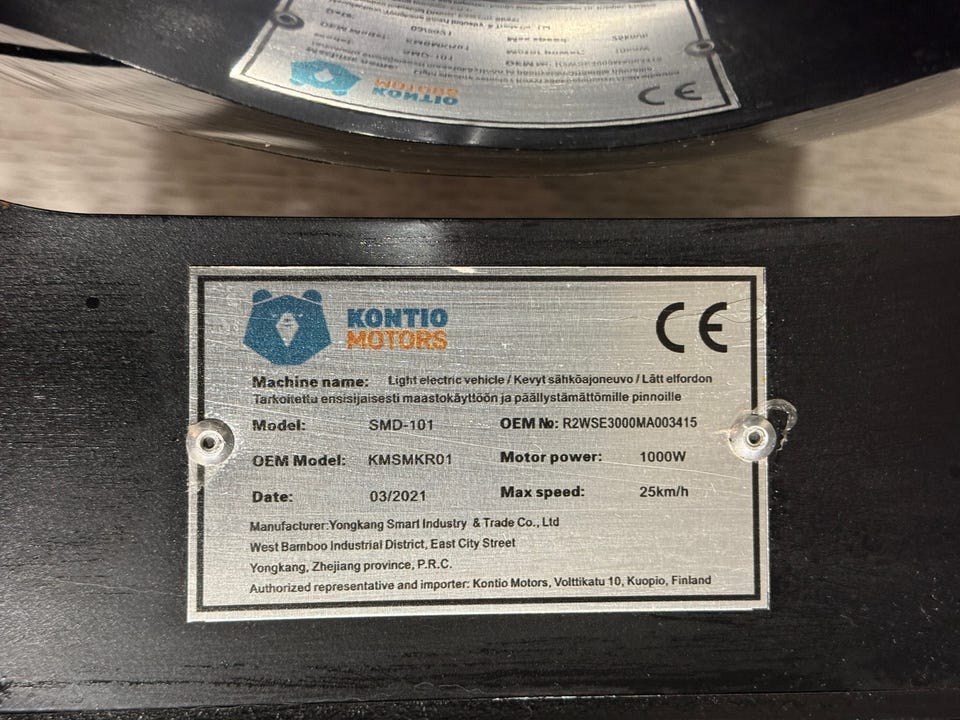 KONTIO
MOTORS
CE
Machine name: Light electric vehicle / Kevyt sähköajoneuvo / Lätt elfordon
Tarkoitettu ensisijaisesti maastokäyttöön ja päällystämättömille pinnoille
Model: SMD-101 OEM No: R2WSE3000MA003415
OEM Model: KMSMKR01 Motor power: 1000W
Date: 03/2021 Max speed: 25km/h
Manufacturer:Yongkang Smart Industry & Trade Co., Ltd
West Bamboo Industrial District, East City Street
Yongkang, Zhejiang province, P.R.C.
Authorized representative and importer: Kontio Motors, Volttikatu 10, Kuopio, Finland